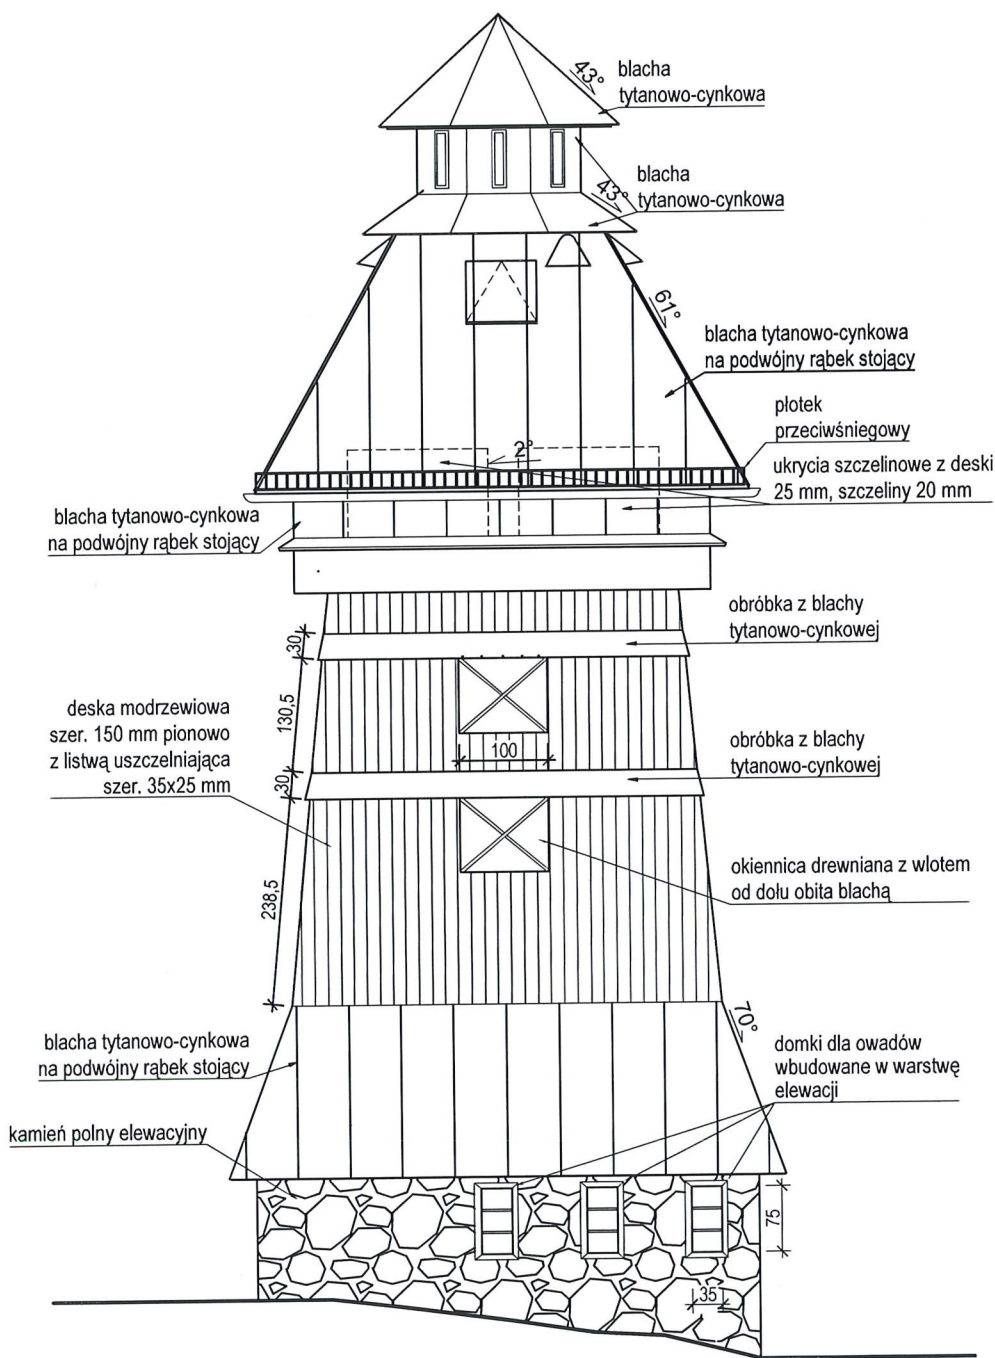 43°
blacha
tytanowo-cynkowa
blacha
43°
tytanowo-cynkowa
61°
blacha tytanowo-cynkowa
na podwójny rąbek stojący
płotek
przeciwśniegowy
2°
ukrycia szczelinowe z deski
25 mm, szczeliny 20 mm
blacha tytanowo-cynkowa
na podwójny rąbek stojący
obróbka z blachy
tytanowo-cynkowej
30
130,5
deska modrzewiowa
szer. 150 mm pionowo
z listwą uszczelniająca
szer. 35x25 mm
100
obróbka z blachy
tytanowo-cynkowej
30
okiennica drewniana z wlotem
od dołu obita blachą
238,5
70°
blacha tytanowo-cynkowa
na podwójny rąbek stojący
domki dla owadów
wbudowane w warstwę
elewacji
kamień polny elewacyjny
75
35